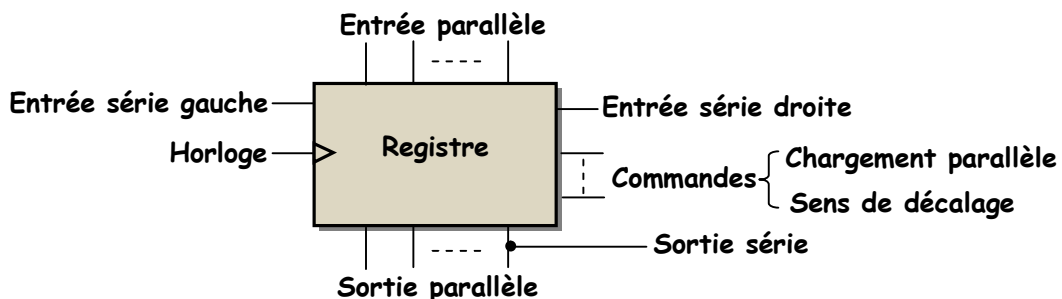 Entrée parallèle
Entrée série gauche
Entrée série droite
Horloge
Registre
Commandes
Chargement parallèle
Sens de décalage
Sortie série
Sortie parallèle